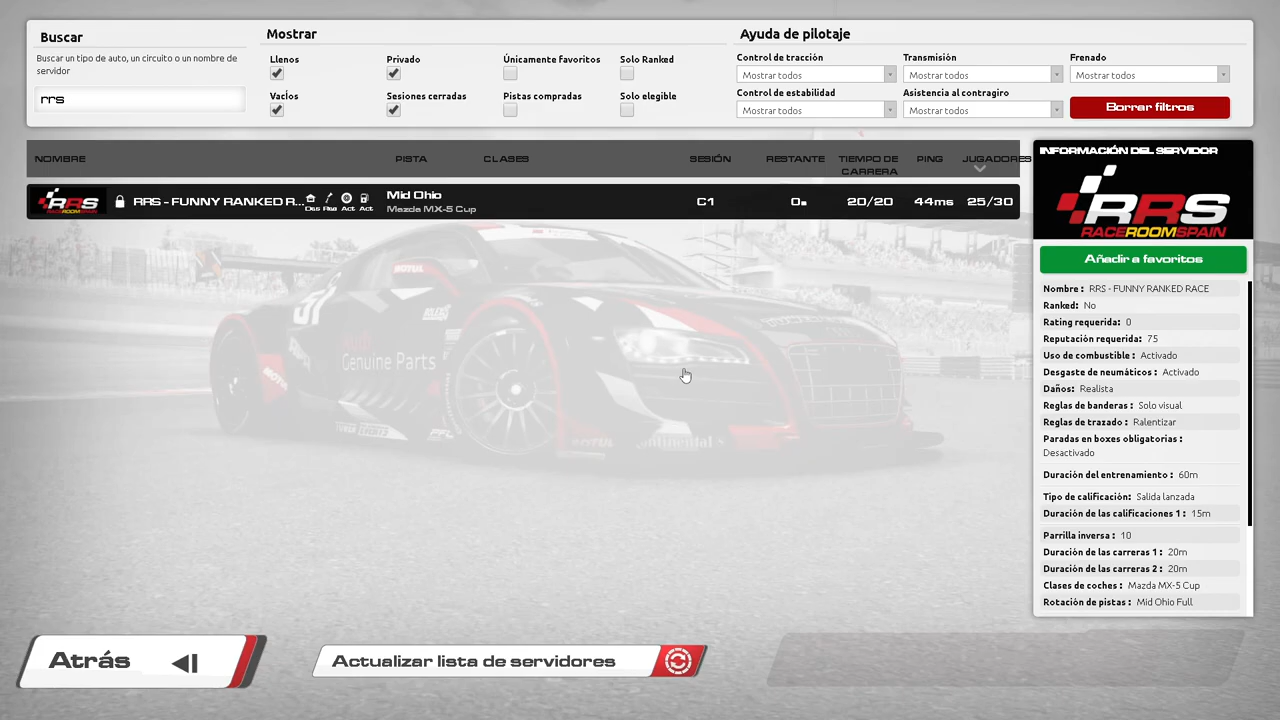 Buscar
Buscar un tipo de auto, un circuito o un nombre de
servidor
rrs
Mostrar
Llenos
Privado
Únicamente favoritos
Solo Ranked
Vacíos
Sesiones cerradas
Pistas compradas
Solo elegible
Ayuda de pilotaje
Control de tracción
Transmisión
Frenado
Mostrar todos
Mostrar todos
Mostrar todos
Control de estabilidad
Asistencia al contragiro
Mostrar todos
Mostrar todos
Borrar filtros
NOMBRE
PISTA
CLASES
SESIÓN
RESTANTE
TIEMPO DE
CARRERA
PING
JUGADORES
RRS
RRS - FUNNY RANKED R...
Act Act
Mid Ohio
Mazda MX-5 Cup
C1
0s
20/20
44ms
25/30
MOTUL
Genuine Parts
Continental
INFORMACIÓN DEL SERVIDOR
RRS
RACEROOMSPAIN
Añadir a favoritos
Nombre : RRS - FUNNY RANKED RACE
Ranked: No
Rating requerida: 0
Reputación requerida: 75
Uso de combustible : Activado
Desgaste de neumáticos : Activado
Daños: Realista
Reglas de banderas : Solo visual
Reglas de trazado : Ralentizar
Paradas en boxes obligatorias :
Desactivado
Duración del entrenamiento : 60m
Tipo de calificación: Salida lanzada
Duración de las calificaciones 1 : 15m
Parrilla inversa : 10
Duración de las carreras 1 : 20m
Duración de las carreras 2 : 20m
Clases de coches : Mazda MX-5 Cup
Rotación de pistas : Mid Ohio Full
Atrás
Actualizar lista de servidores